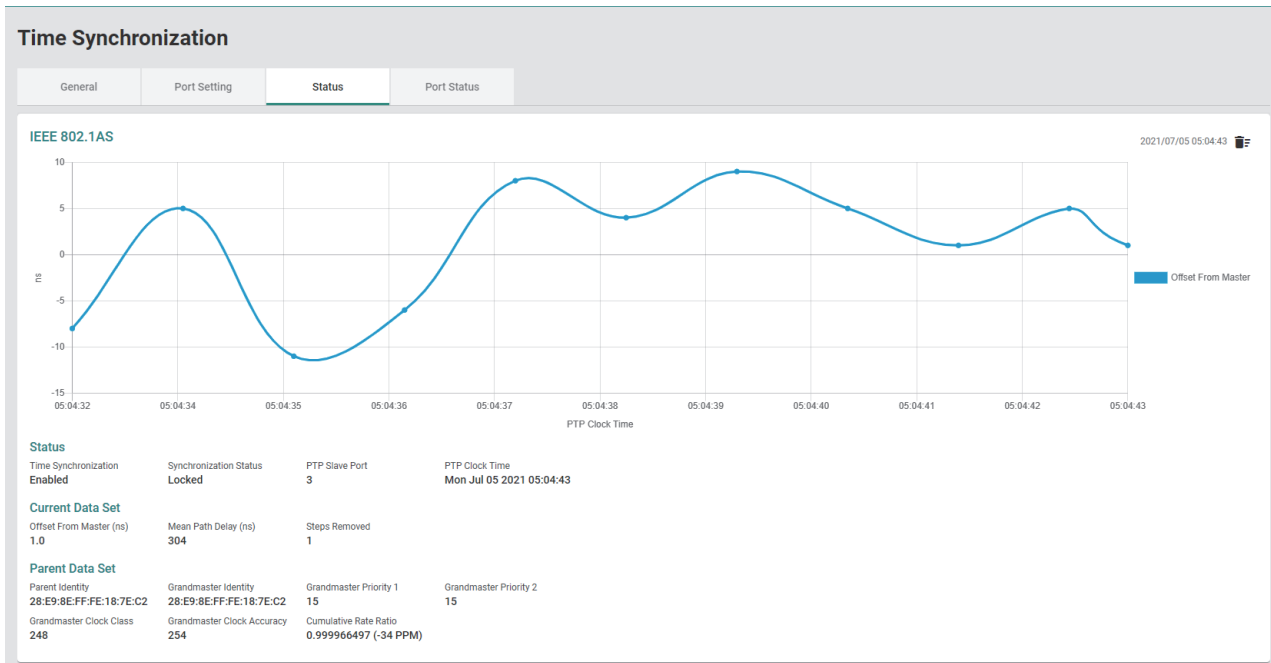 Time Synchronization
General Port Setting Status Port Status
IEEE 802.1AS
2021/07/05 05:04:43
10
5
0
-5
-10
-15
ns
Offset From Master
05:04:32 05:04:34 05:04:35 05:04:36 05:04:37 05:04:38 05:04:39 05:04:40 05:04:41 05:04:42 05:04:43
PTP Clock Time
Status
Time Synchronization Synchronization Status PTP Slave Port PTP Clock Time
Enabled Locked 3 Mon Jul 05 2021 05:04:43
Current Data Set
Offset From Master (ns) Mean Path Delay (ns) Steps Removed
1.0 304 1
Parent Data Set
Parent Identity Grandmaster Identity Grandmaster Priority 1 Grandmaster Priority 2
28:E9:8E:FF:FE:18:7E:C2 28:E9:8E:FF:FE:18:7E:C2 15 15
Grandmaster Clock Class Grandmaster Clock Accuracy Cumulative Rate Ratio
248 254 0.999966497 (-34 PPM)